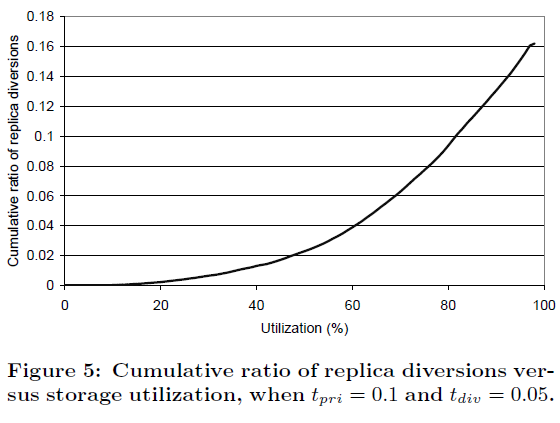 0.18
0.16
0.14
0.12
0.1
0.08
0.06
0.04
0.02
0
Cumulative ratio of replica diversions
0 20 40 60 80 100
Utilization (%)
Figure 5: Cumulative ratio of replica diversions ver-
sus storage utilization, when tpri = 0.1 and tdiv = 0.05.